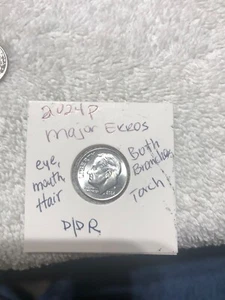 2024P
Major Erros
eye,
mouth
Hair
Both
Branches
Torch!
D/DR